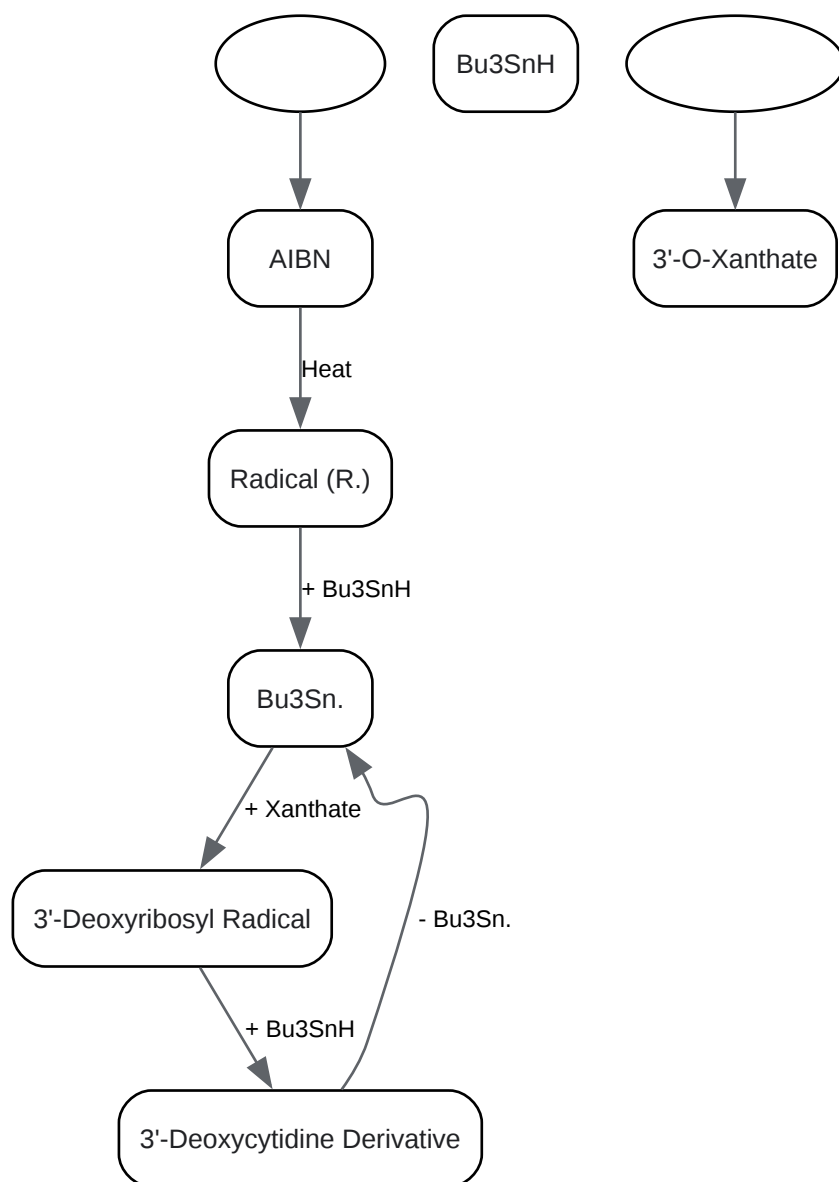 Bu3SnH
AIBN
3'-O-Xanthate
Heat
Radical (R.)
+ Bu3SnH
Bu3Sn.
+ Xanthate
3'-Deoxyribosyl Radical
- Bu3Sn.
+ Bu3SnH
3'-Deoxycytidine Derivative